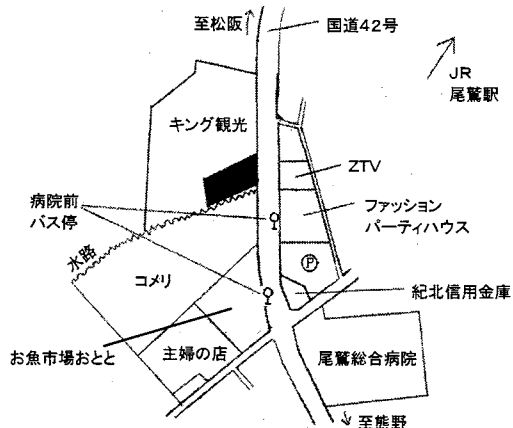 至松阪
国道42号
JR
尾鷲駅
キング観光
ZTV
病院前
バス停
ファッション
パーティハウス
水路
コメリ
P
紀北信用金庫
お魚市場おとと
主婦の店
尾鷲総合病院
至熊野